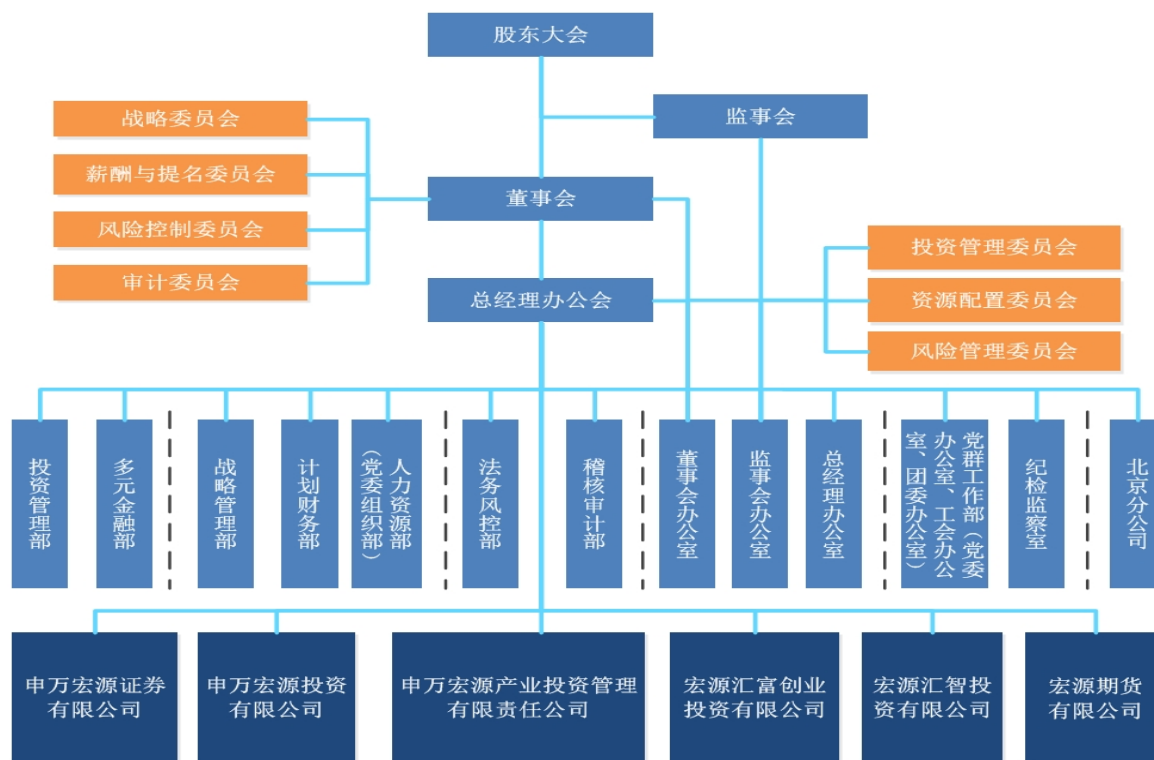 股东大会
监事会
战略委员会
薪酬与提名委员会
风险控制委员会
审计委员会
董事会
总经理办公会
投资管理委员会
资源配置委员会
风险管理委员会
投资管理部
多元金融部
战略管理部
计划财务部
人力资源部
（党委组织部）
法务风控部
稽核审计部
董事会办公室
监事会办公室
总经理办公室
党群工作部（党委
办公室、工会办公
室、团委办公室）
纪检监察室
北京分公司
申万宏源证券
有限公司
申万宏源投资
有限公司
申万宏源产业投资管理
有限责任公司
宏源汇富创业
投资有限公司
宏源汇智投
资有限公司
宏源期货
有限公司